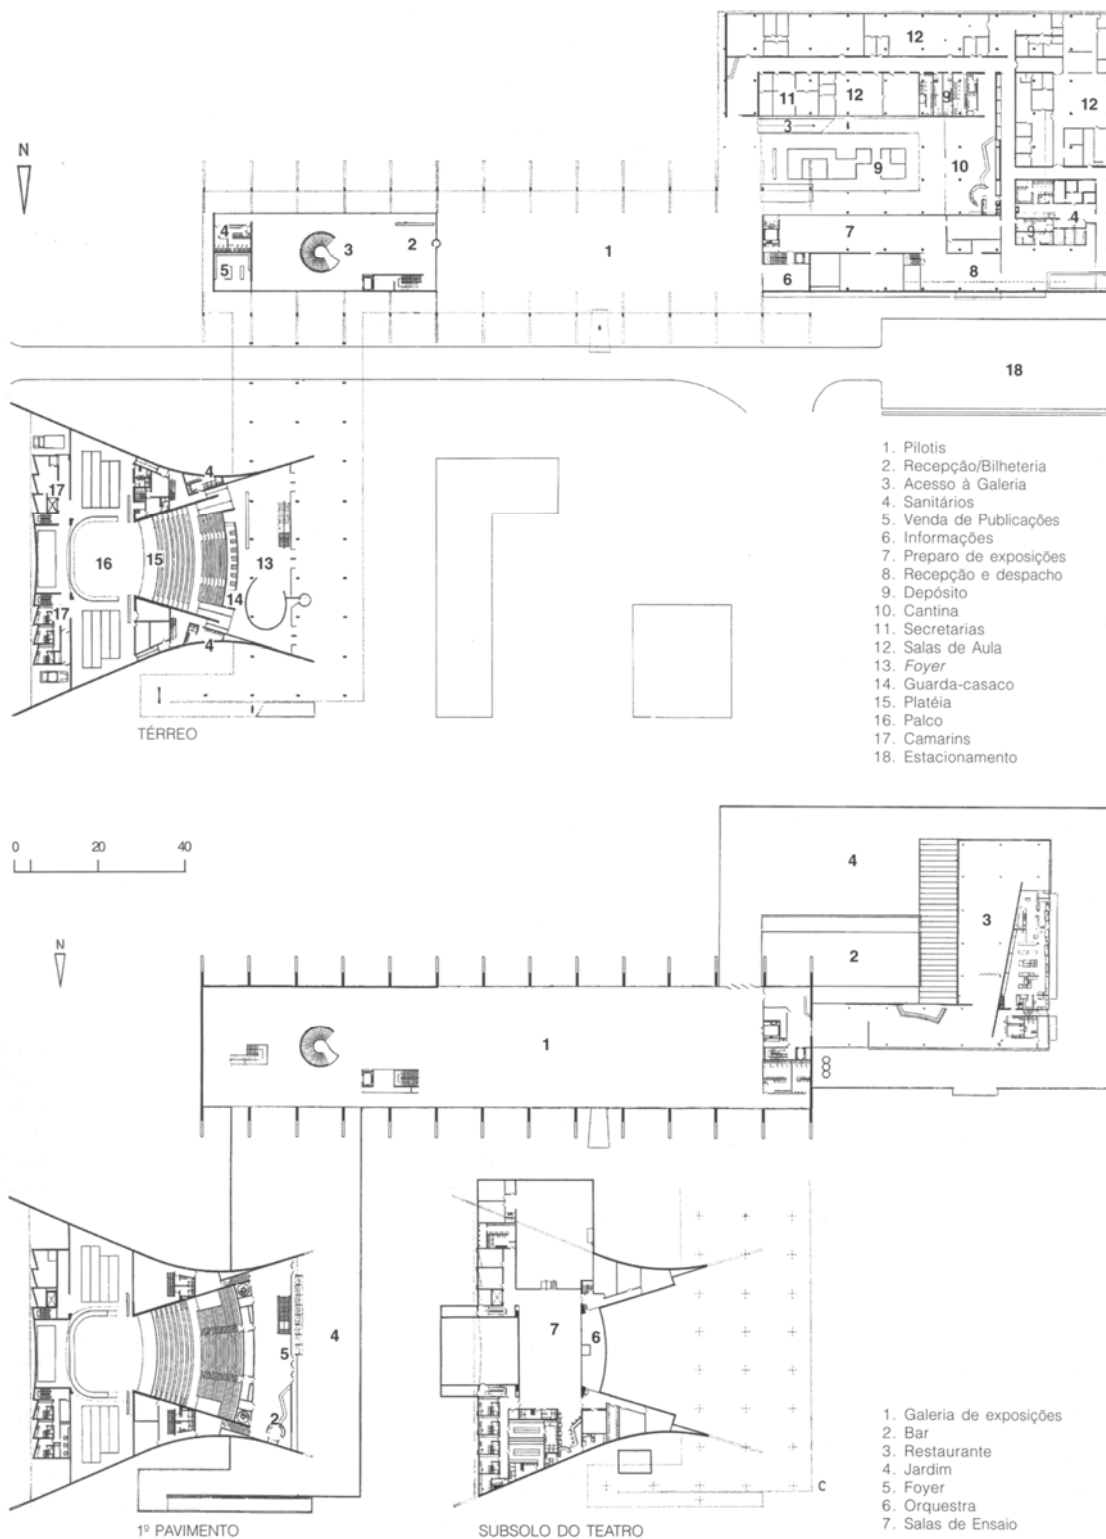 12
11
12
9
12
3
N
9
10
4
4
3
2
1
7
9
5
6
8
18
1. Pilotis
2. Recepção/Bilheteria
3. Acesso à Galeria
4. Sanitários
5. Venda de Publicações
6. Informações
7. Preparo de exposições
8. Recepção e despacho
9. Depósito
10. Cantina
11. Secretarias
12. Salas de Aula
13. Foyer
14. Guarda-casaco
15. Platéia
16. Palco
17. Camarins
18. Estacionamento
4
17
16
15
13
14
17
4
TÉRREO
0 20 40
4
N
3
2
1
4
5
2
7
6
C
1º PAVIMENTO
SUBSOLO DO TEATRO
1. Galeria de exposições
2. Bar
3. Restaurante
4. Jardim
5. Foyer
6. Orquestra
7. Salas de Ensaio